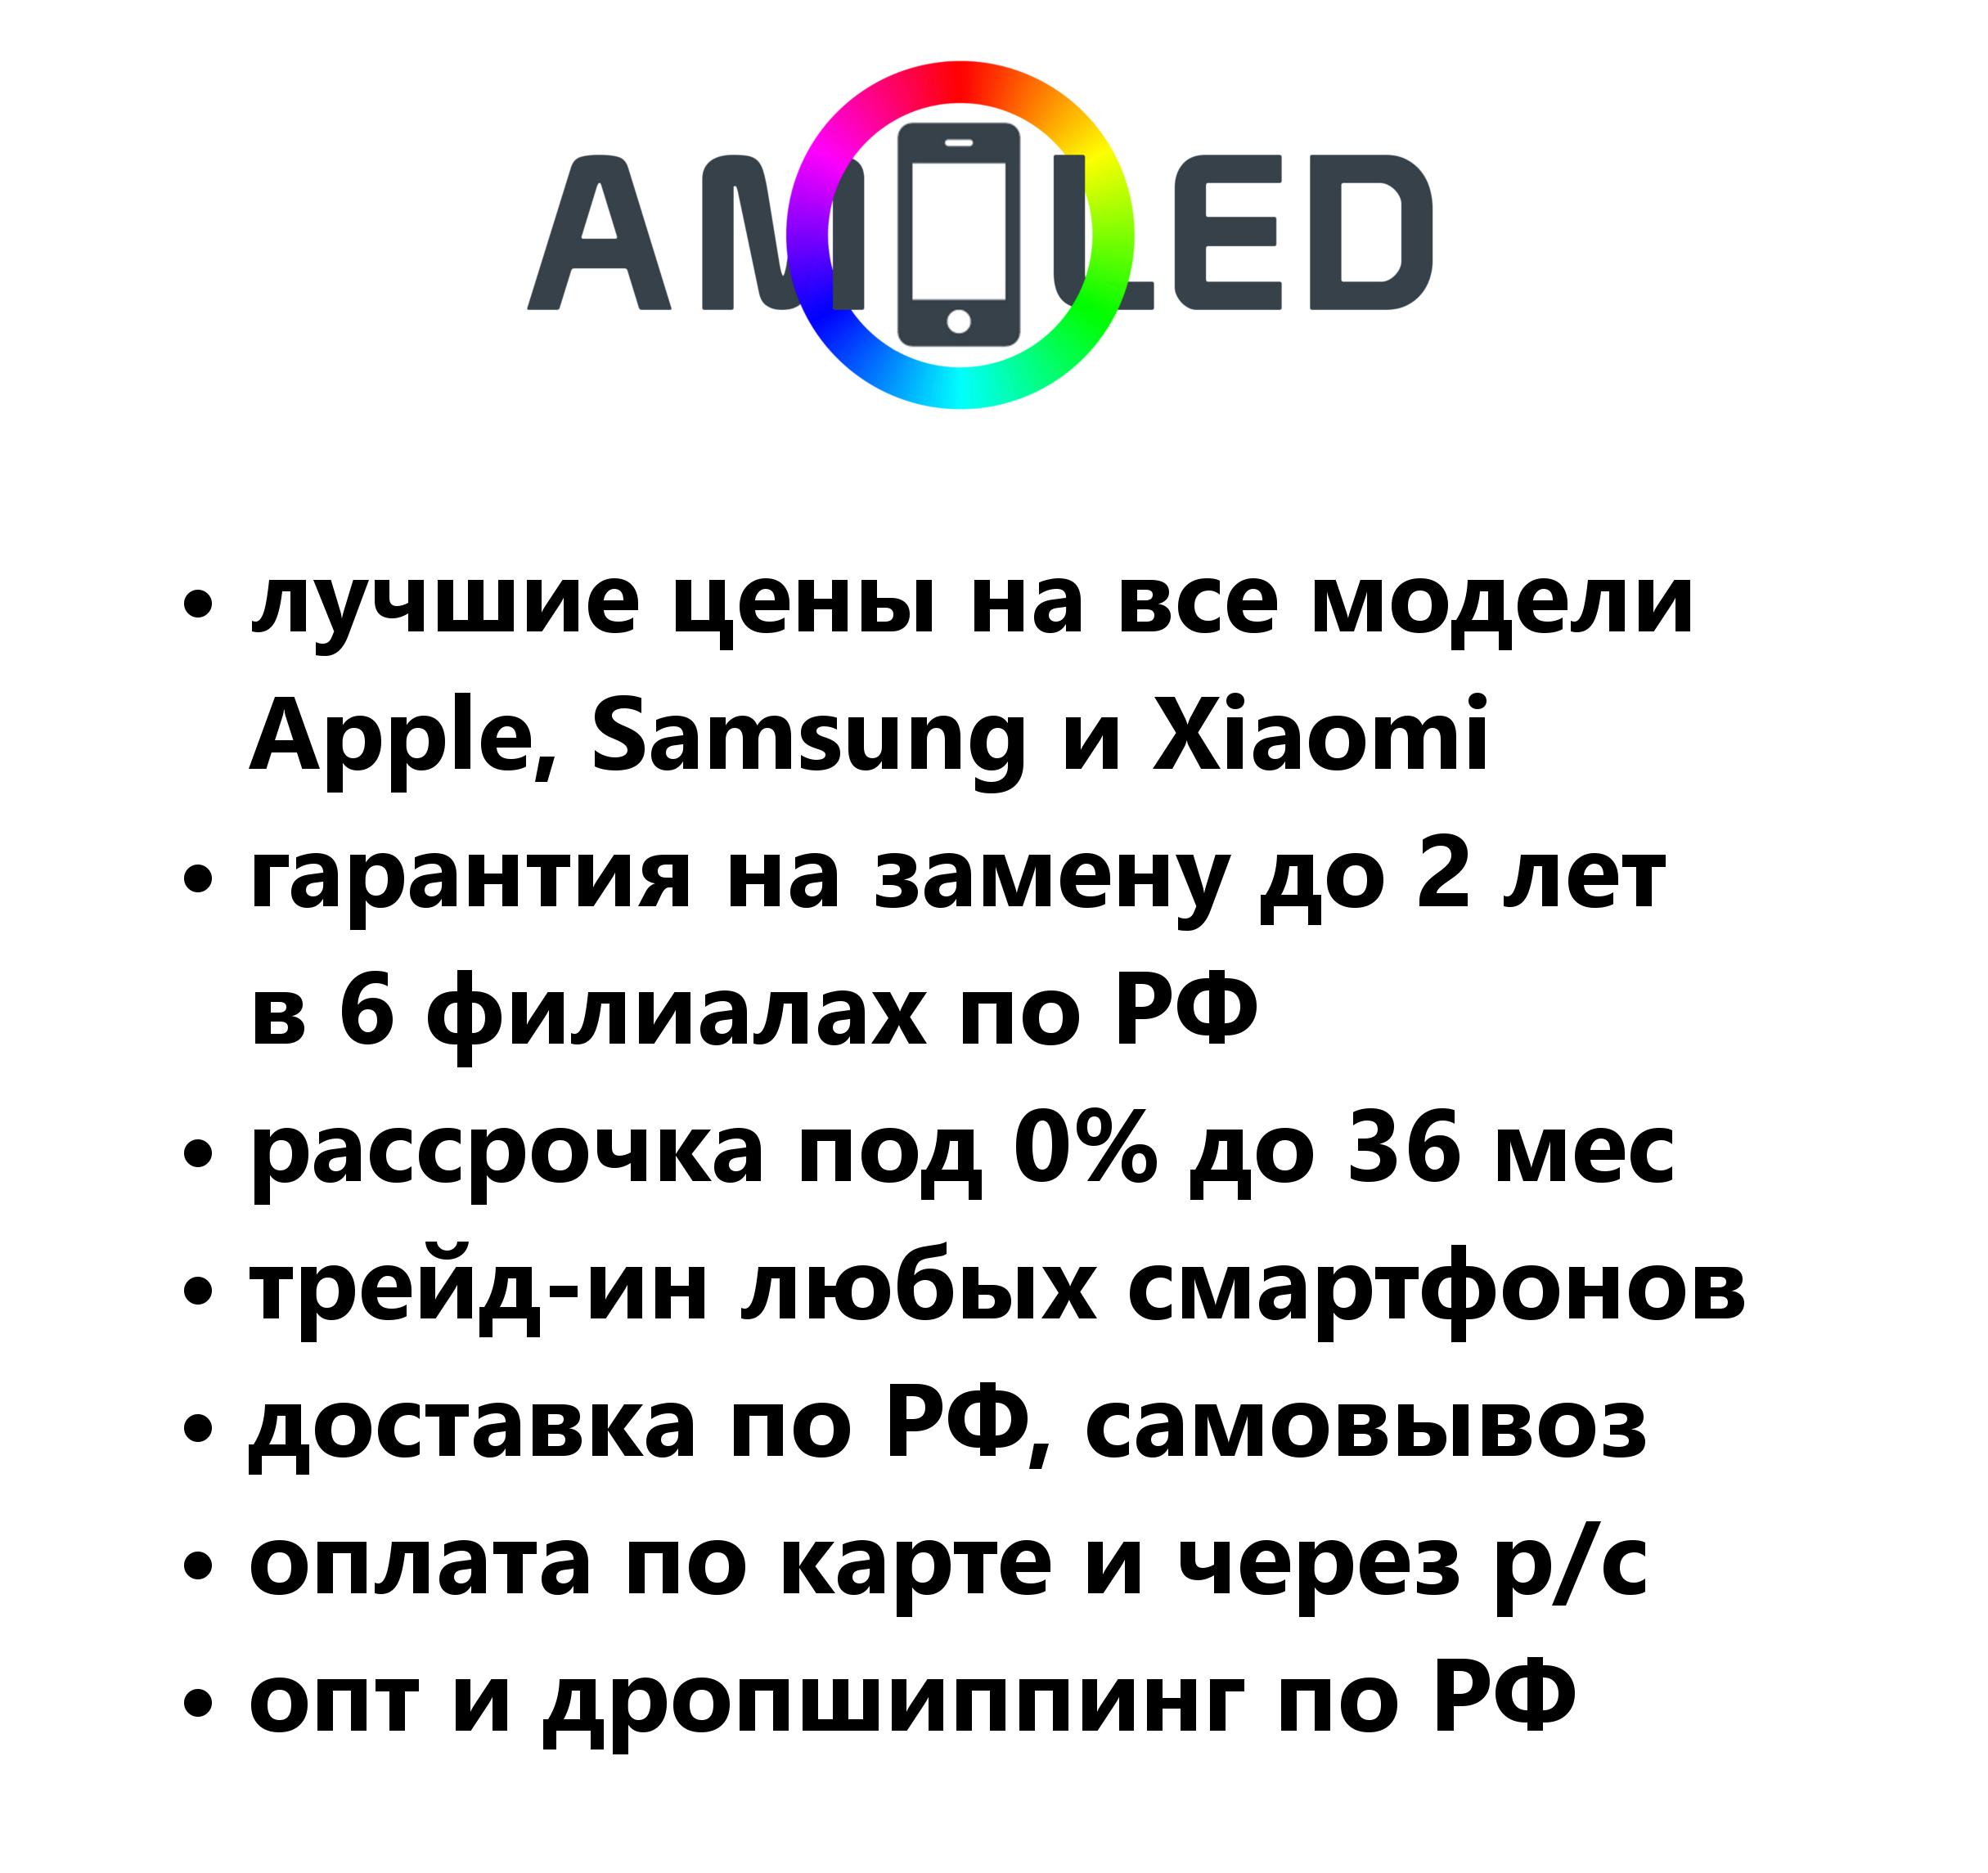 AMOLED
• лучшие цены на все модели
Apple, Samsung и Xiaomi
• гарантия на замену до 2 лет
в 6 филиалах по РФ
• рассрочка под 0% до 36 мес
• трейд-ин любых смартфонов
• доставка по РФ, самовывоз
• оплата по карте и через р/с
• опт и дропшиппинг по РФ